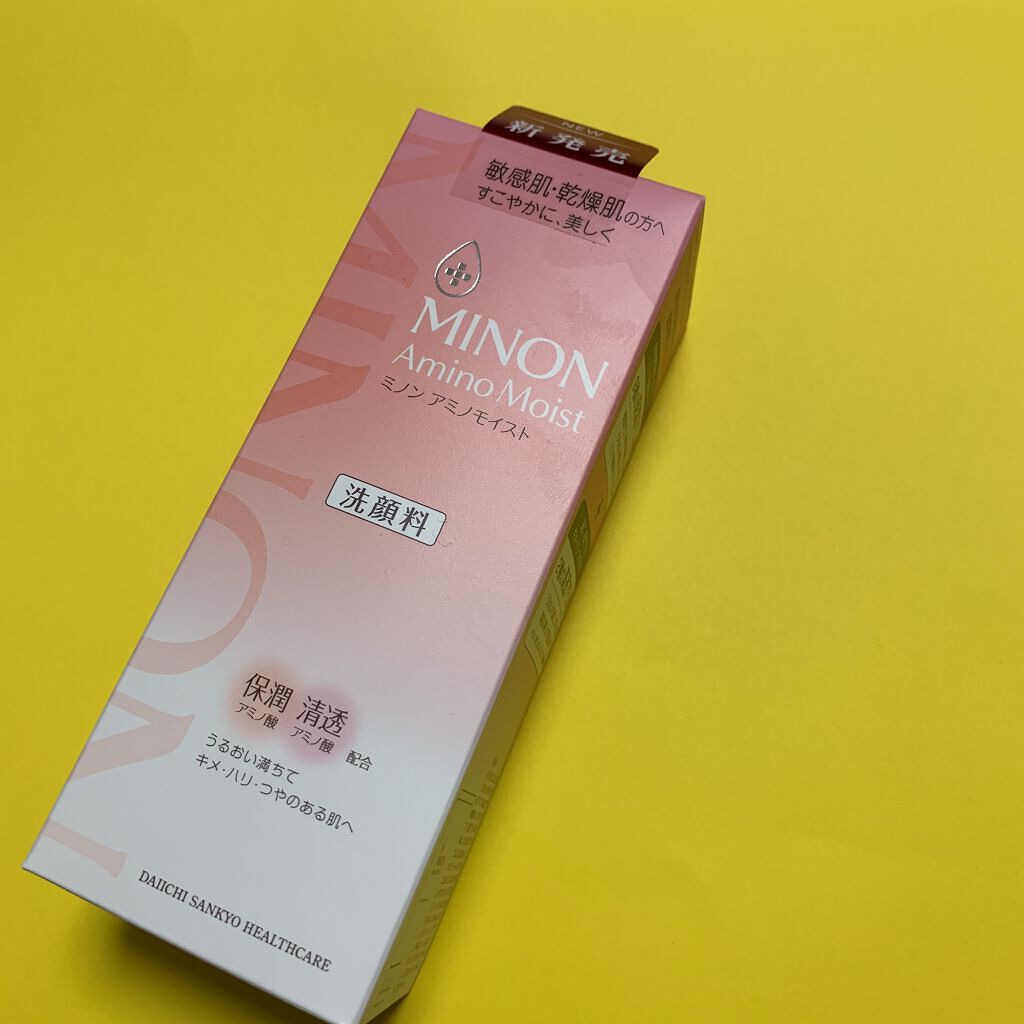 NEW
新発売
敏感肌・乾燥肌の方へ
すこやかに、美しく
MINON
Amino Moist
ミノン アミノモイスト
洗顔料
保潤 清透
アミノ酸 アミノ酸 配合
うるおい満ちて
キメ・ハリ・つやのある肌へ
DAIICHI SANKYO HEALTHCARE
MINON